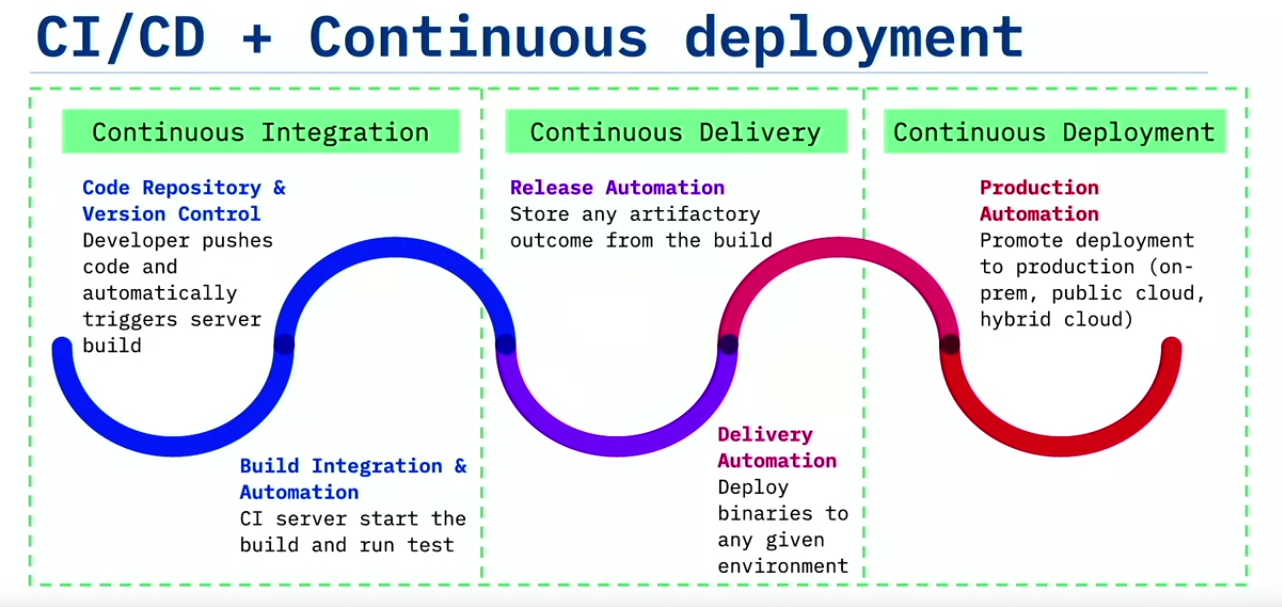 CI/CD + Continuous deployment
Continuous Integration
Code Repository &
Version Control
Developer pushes
code and
automatically
triggers server
build
Build Integration &
Automation
CI server start the
build and run test
Continuous Delivery
Release Automation
Store any artifactory
outcome from the build
Delivery
Automation
Deploy
binaries to
any given
environment
Continuous Deployment
Production
Automation
Promote deployment
to production (on-
prem, public cloud,
hybrid cloud)